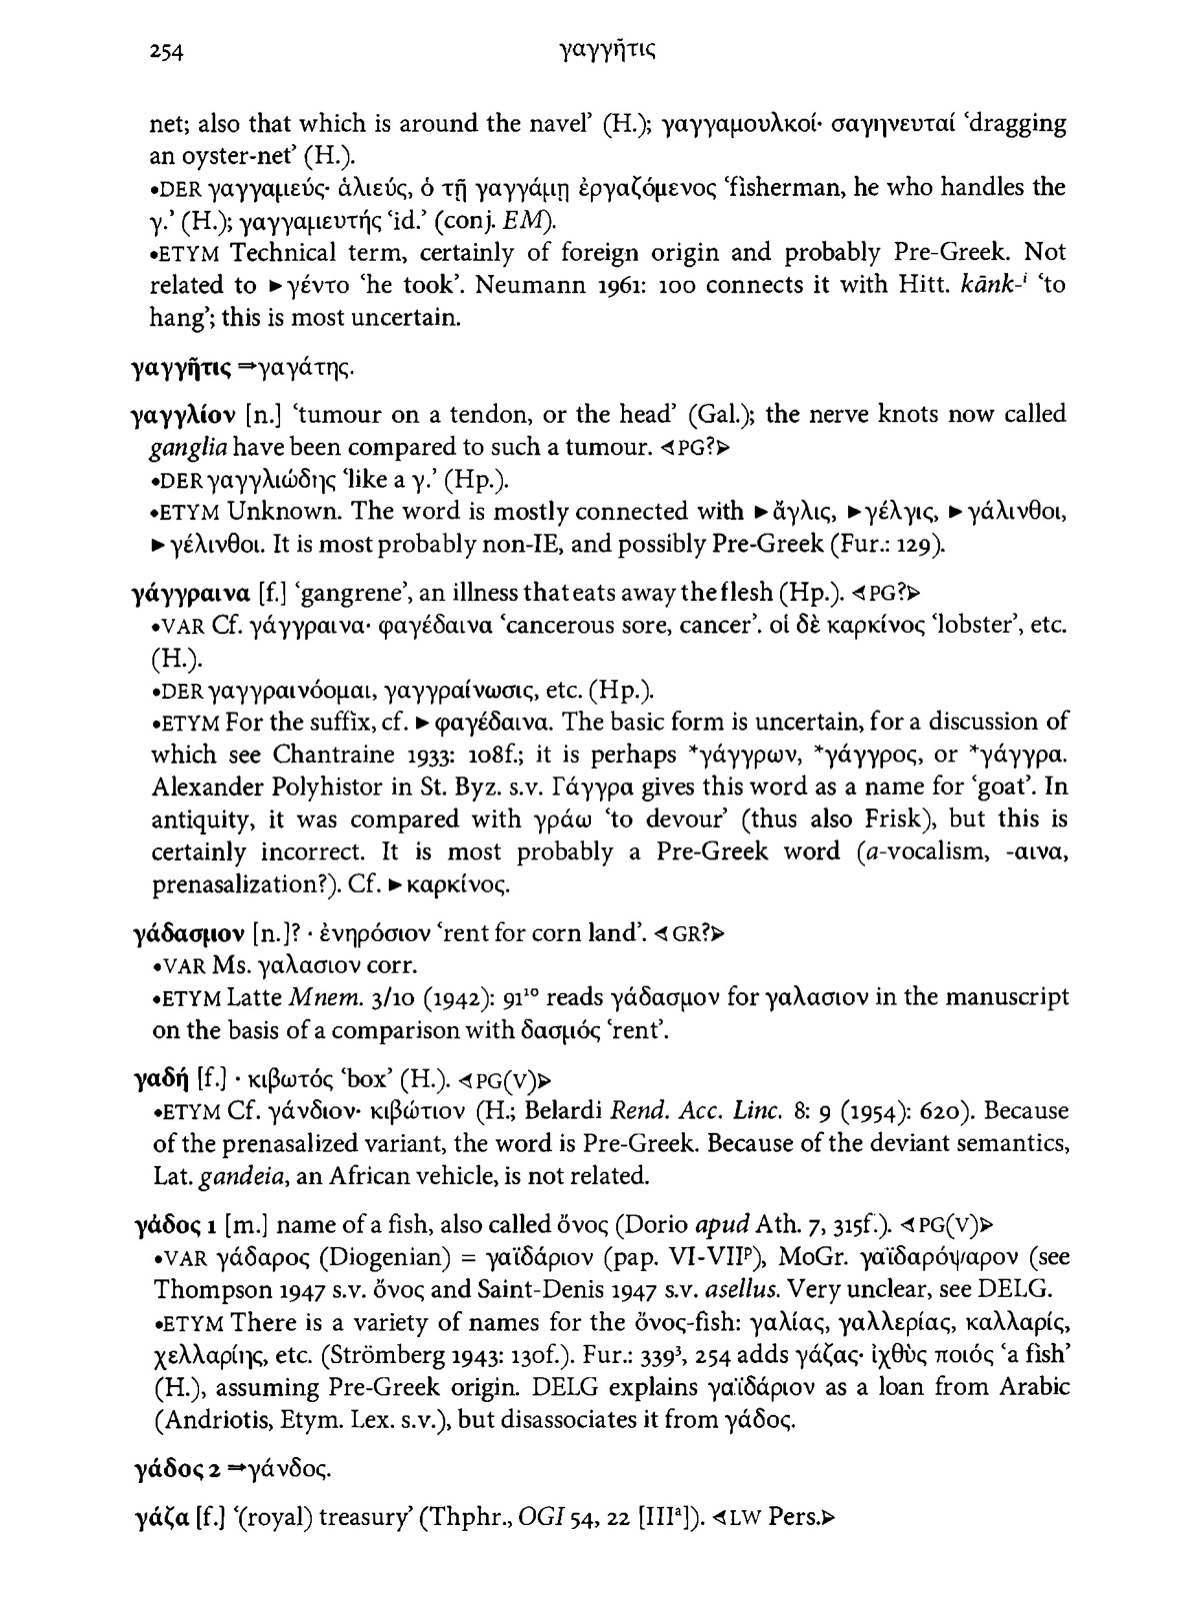 254 γαγγῆτις
net; also that which is around the navel’ (H.); γαγγαμουλκοί· σαγηνευταί ‘dragging
an oyster-net’ (H.).
•DER γαγγαμιεύς· ἁλιεύς, ὁ τῇ γαγγάμῃ ἐργαζόμενος ‘fisherman, he who handles the
γ.’ (H.); γαγγαμευτής ‘id.’ (conj. EM).
•ETYM Technical term, certainly of foreign origin and probably Pre-Greek. Not
related to ►γέντο ‘he took’. Neumann 1961: 100 connects it with Hitt. kānk-ⁱ ‘to
hang’; this is most uncertain.
γαγγῆτις ⇒γαγάτης.
γαγγλίον [n.] ‘tumour on a tendon, or the head’ (Gal.); the nerve knots now called
ganglia have been compared to such a tumour. ⊲PG?⊳
•DER γαγγλιώδης ‘like a γ.’ (Hp.).
•ETYM Unknown. The word is mostly connected with ►ἄγλις, ►γέλγις, ►γάλινθοι,
►γέλινθοι. It is most probably non-IE, and possibly Pre-Greek (Fur.: 129).
γάγγραινα [f.] ‘gangrene’, an illness that eats away the flesh (Hp.). ⊲PG?⊳
•VAR Cf. γάγγραινα· φαγέδαινα ‘cancerous sore, cancer’. οἱ δὲ καρκίνος ‘lobster’, etc.
(H.).
•DER γαγγραινόομαι, γαγγραίνωσις, etc. (Hp.).
•ETYM For the suffix, cf. ►φαγέδαινα. The basic form is uncertain, for a discussion of
which see Chantraine 1933: 108f.; it is perhaps *γάγγρων, *γάγγρος, or *γάγγρα.
Alexander Polyhistor in St. Byz. s.v. Γάγγρα gives this word as a name for ‘goat’. In
antiquity, it was compared with γράω ‘to devour’ (thus also Frisk), but this is
certainly incorrect. It is most probably a Pre-Greek word (a-vocalism, -αινα,
prenasalization?). Cf. ►καρκίνος.
γάδασμον [n.]? · ἐνηρόσιον ‘rent for corn land’. ⊲GR?⊳
•VAR Ms. γαλασιον corr.
•ETYM Latte Mnem. 3/10 (1942): 91¹⁰ reads γάδασμον for γαλασιον in the manuscript
on the basis of a comparison with δασμός ‘rent’.
γαδή [f.] · κιβωτός ‘box’ (H.). ⊲PG(V)⊳
•ETYM Cf. γάνδιον· κιβώτιον (H.; Belardi Rend. Acc. Linc. 8: 9 (1954): 620). Because
of the prenasalized variant, the word is Pre-Greek. Because of the deviant semantics,
Lat. gandeia, an African vehicle, is not related.
γάδος 1 [m.] name of a fish, also called ὄνος (Dorio apud Ath. 7, 315f.). ⊲PG(V)⊳
•VAR γάδαρος (Diogenian) = γαϊδάριον (pap. VI-VIIᵖ), MoGr. γαϊδαρόψαρον (see
Thompson 1947 s.v. ὄνος and Saint-Denis 1947 s.v. asellus. Very unclear, see DELG.
•ETYM There is a variety of names for the ὄνος-fish: γαλίας, γαλλερίας, καλλαρίς,
χελλαρίης, etc. (Strömberg 1943: 130f.). Fur.: 339³, 254 adds γάζας· ἰχθὺς ποιός ‘a fish’
(H.), assuming Pre-Greek origin. DELG explains γαϊδάριον as a loan from Arabic
(Andriotis, Etym. Lex. s.v.), but disassociates it from γάδος.
γάδος 2 ⇒γάνδος.
γάζα [f.] ‘(royal) treasury’ (Thphr., OGI 54, 22 [IIIᵃ]). ⊲LW Pers.⊳